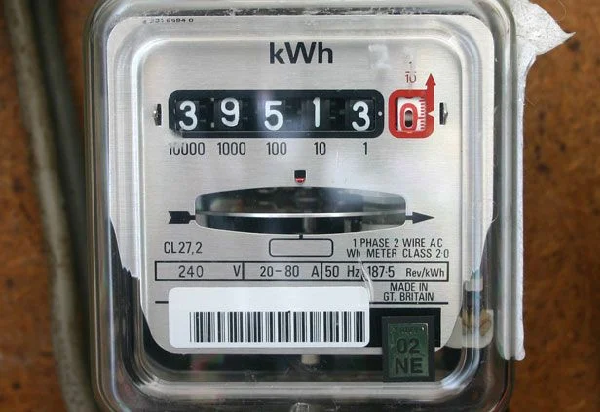 kWh
1
10
3 9 5 1 3 0
10000 1000 100 10 1
CL27,2
1 PHASE 2 WIRE AC
WH METER CLASS 2·0
240 V 20-80 A 50 Hz 187·5 Rev/kWh
MADE IN
GT. BRITAIN
02
NE